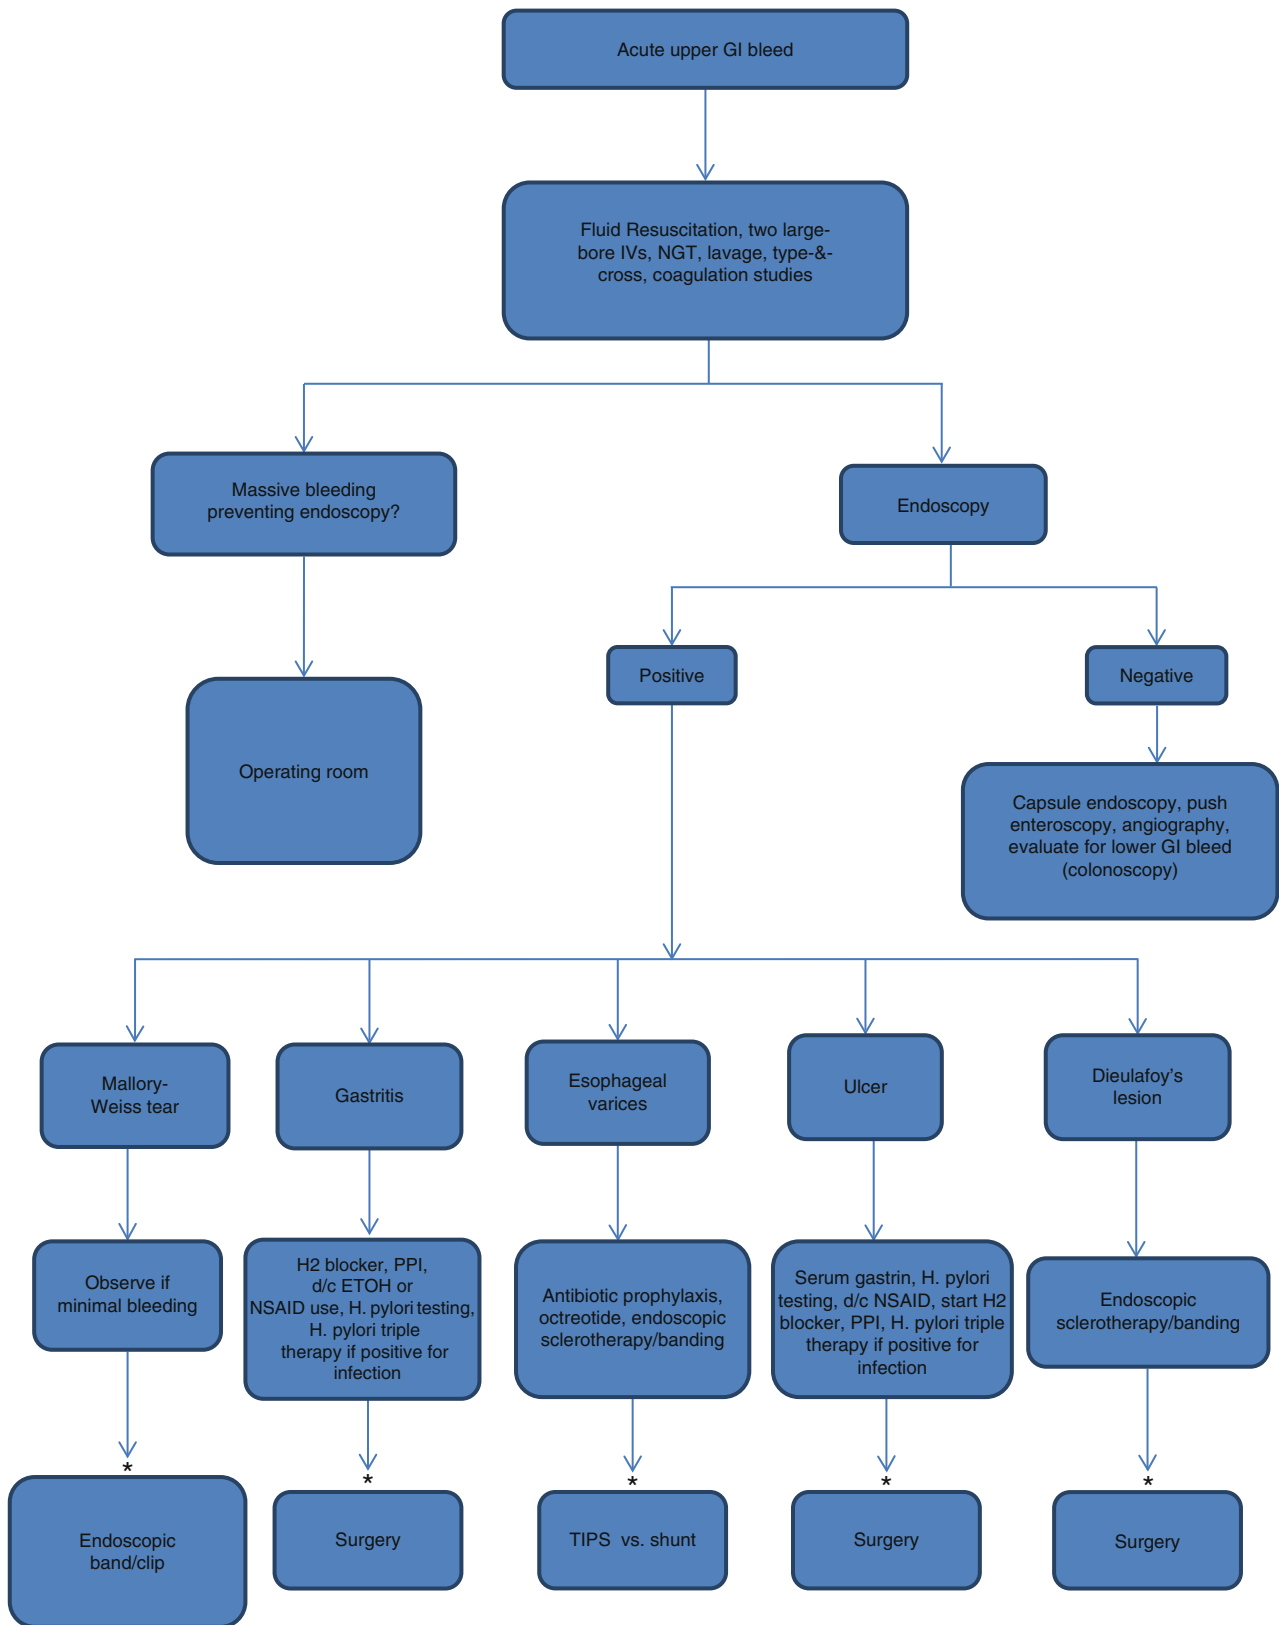 Acute upper GI bleed
Fluid Resuscitation, two large-
bore IVs, NGT, lavage, type-&-
cross, coagulation studies
Massive bleeding
preventing endoscopy?
Endoscopy
Operating room
Positive
Negative
Capsule endoscopy, push
enteroscopy, angiography,
evaluate for lower GI bleed
(colonoscopy)
Mallory-
Weiss tear
Gastritis
Esophageal
varices
Ulcer
Dieulafoy's
lesion
Observe if
minimal bleeding
H2 blocker, PPI,
d/c ETOH or
NSAID use, H. pylori testing,
H. pylori triple
therapy if positive for
infection
Antibiotic prophylaxis,
octreotide, endoscopic
sclerotherapy/banding
Serum gastrin, H. pylori
testing, d/c NSAID, start H2
blocker, PPI, H. pylori triple
therapy if positive for
infection
Endoscopic
sclerotherapy/banding
*
Endoscopic
band/clip
*
Surgery
*
TIPS vs. shunt
*
Surgery
*
Surgery